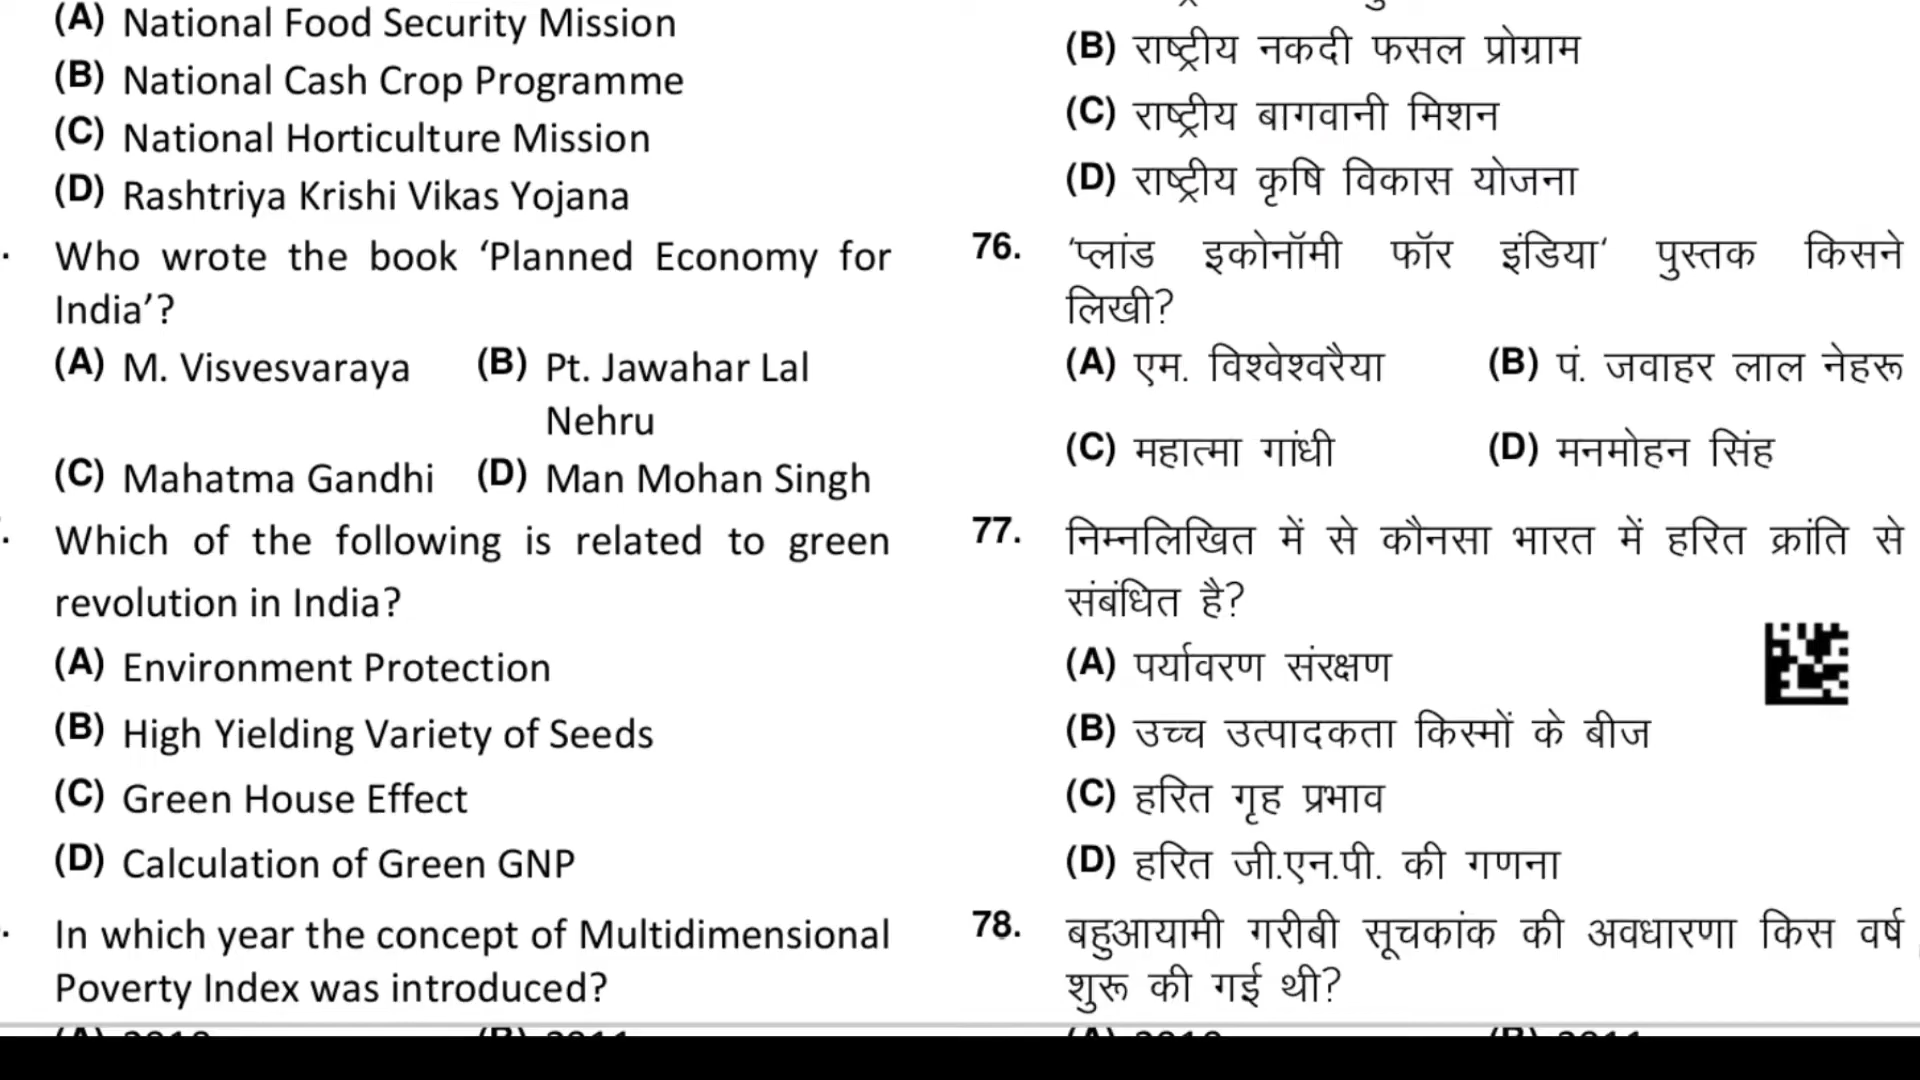 (A) National Food Security Mission
(B) National Cash Crop Programme
(C) National Horticulture Mission
(D) Rashtriya Krishi Vikas Yojana
Who wrote the book ‘Planned Economy for
India’?
(A) M. Visvesvaraya (B) Pt. Jawahar Lal
Nehru
(C) Mahatma Gandhi (D) Man Mohan Singh
Which of the following is related to green
revolution in India?
(A) Environment Protection
(B) High Yielding Variety of Seeds
(C) Green House Effect
(D) Calculation of Green GNP
In which year the concept of Multidimensional
Poverty Index was introduced?
(A) 2010 (B) 2011
(B) राष्ट्रीय नकदी फसल प्रोग्राम
(C) राष्ट्रीय बागवानी मिशन
(D) राष्ट्रीय कृषि विकास योजना
76. ‘प्लांड इकोनॉमी फॉर इंडिया‘ पुस्तक किसने
लिखी?
(A) एम. विश्वेश्वरैया (B) पं. जवाहर लाल नेहरू
(C) महात्मा गांधी (D) मनमोहन सिंह
77. निम्नलिखित में से कौनसा भारत में हरित क्रांति से
संबंधित है?
(A) पर्यावरण संरक्षण
(B) उच्च उत्पादकता किस्मों के बीज
(C) हरित गृह प्रभाव
(D) हरित जी.एन.पी. की गणना
78. बहुआयामी गरीबी सूचकांक की अवधारणा किस वर्ष
शुरू की गई थी?
(A) 2010 (B) 2011